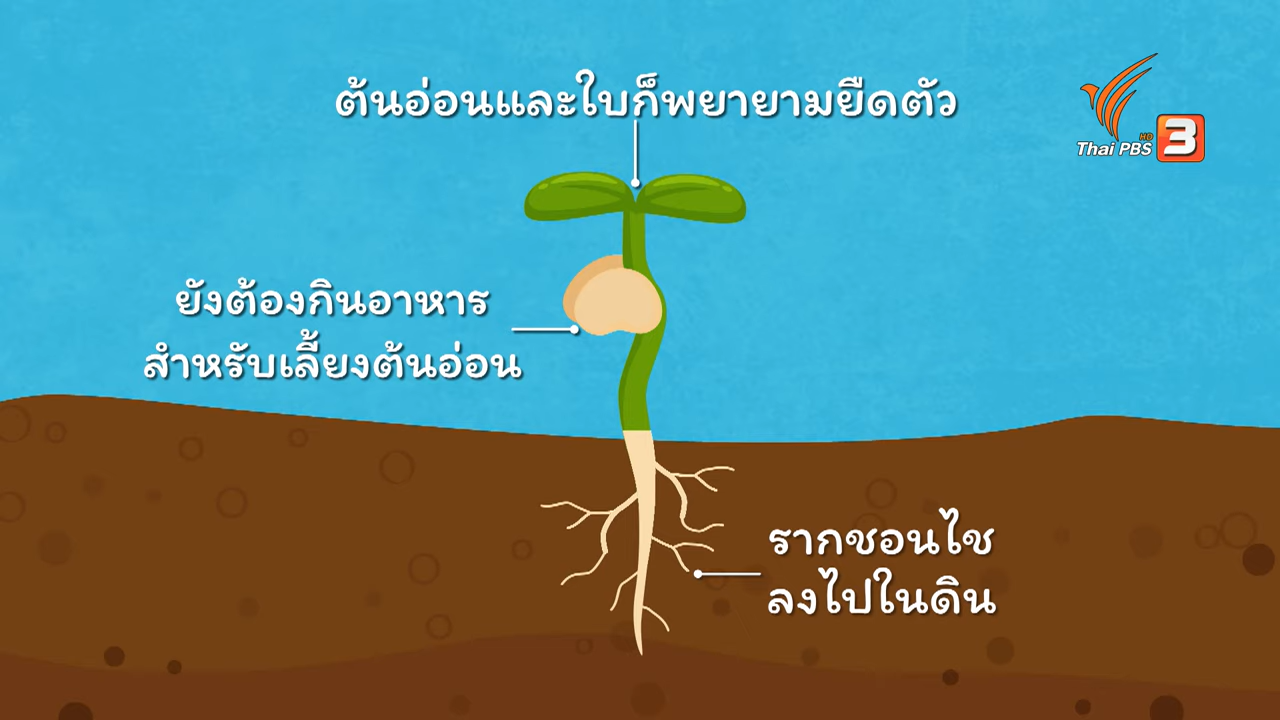 ต้นอ่อนและใบก็พยายามยืดตัว
HD
Thai PBS 3
ยังต้องกินอาหาร
สำหรับเลี้ยงต้นอ่อน
รากชอนไช
ลงไปในดิน